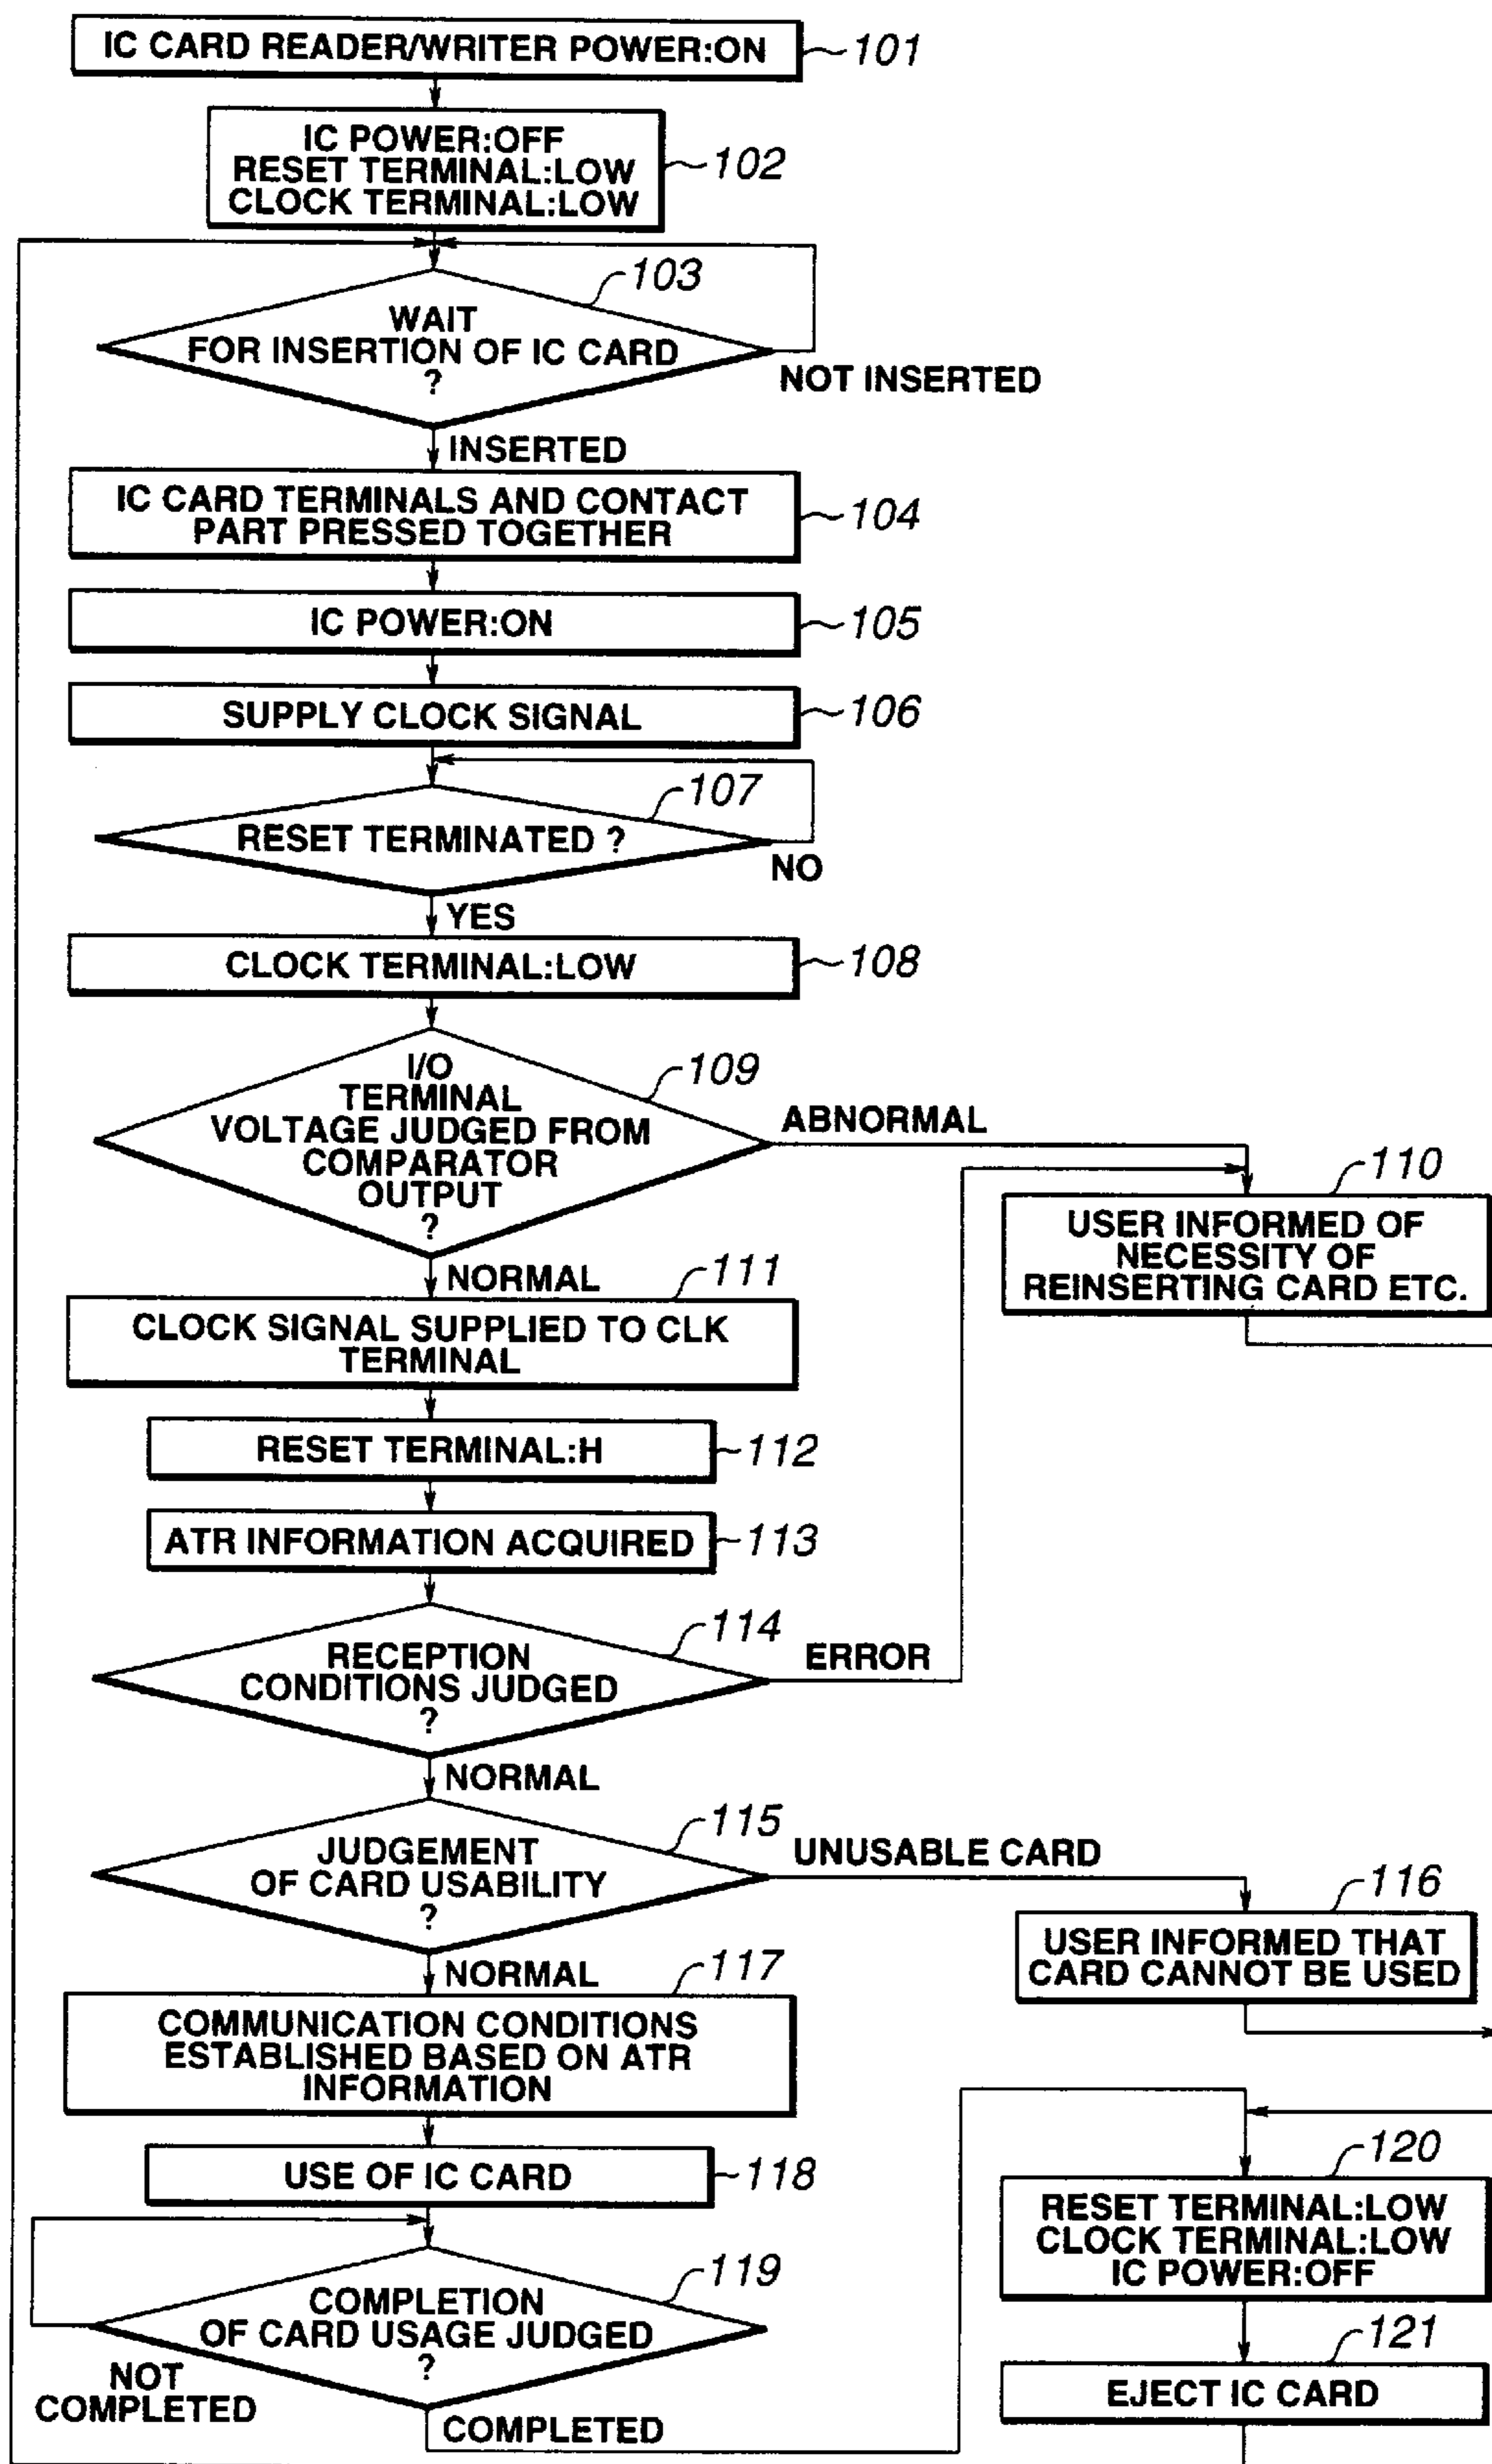 IC CARD READER/WRITER POWER:ON
101
IC POWER:OFF
RESET TERMINAL:LOW
CLOCK TERMINAL:LOW
102
103
WAIT
FOR INSERTION OF IC CARD
?
NOT INSERTED
INSERTED
IC CARD TERMINALS AND CONTACT
PART PRESSED TOGETHER
104
IC POWER:ON
105
SUPPLY CLOCK SIGNAL
106
107
RESET TERMINATED ?
NO
YES
CLOCK TERMINAL:LOW
108
109
I/O
TERMINAL
VOLTAGE JUDGED FROM
COMPARATOR
OUTPUT
?
ABNORMAL
110
USER INFORMED OF
NECESSITY OF
REINSERTING CARD ETC.
NORMAL
111
CLOCK SIGNAL SUPPLIED TO CLK
TERMINAL
RESET TERMINAL:H
112
ATR INFORMATION ACQUIRED
113
114
RECEPTION
CONDITIONS JUDGED
?
ERROR
NORMAL
115
JUDGEMENT
OF CARD USABILITY
?
UNUSABLE CARD
116
USER INFORMED THAT
CARD CANNOT BE USED
NORMAL
117
COMMUNICATION CONDITIONS
ESTABLISHED BASED ON ATR
INFORMATION
USE OF IC CARD
118
119
COMPLETION
OF CARD USAGE JUDGED
?
NOT
COMPLETED
COMPLETED
120
RESET TERMINAL:LOW
CLOCK TERMINAL:LOW
IC POWER:OFF
121
EJECT IC CARD